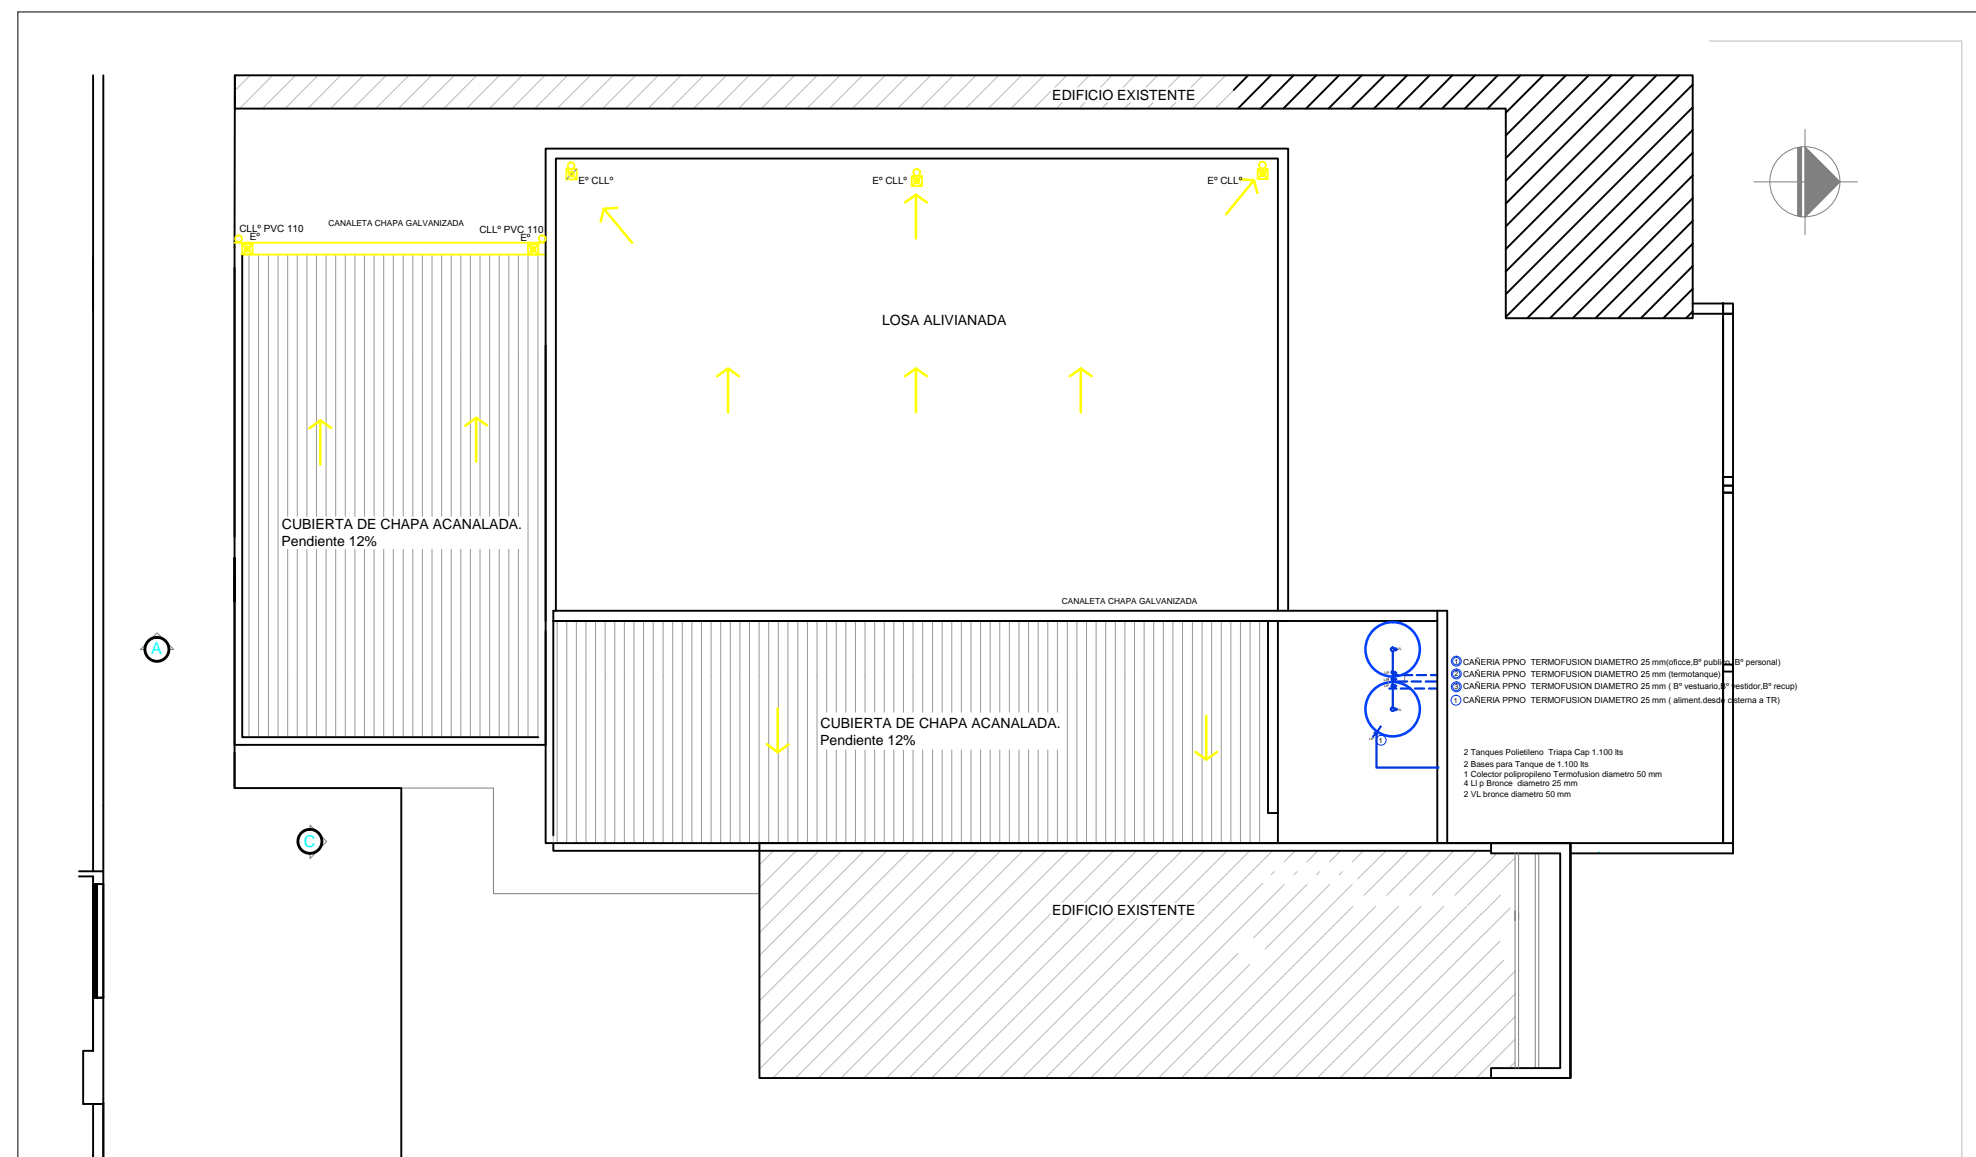 EDIFICIO EXISTENTE
Eº CLLº
Eº CLLº
Eº CLLº
CLLº PVC 110
Eº
CANALETA CHAPA GALVANIZADA
CLLº PVC 110
Eº
LOSA ALIVIANADA
CUBIERTA DE CHAPA ACANALADA.
Pendiente 12%
CANALETA CHAPA GALVANIZADA
A
1 CAÑERIA PPNO TERMOFUSION DIAMETRO 25 mm(oficce,Bº publico, Bº personal)
2 CAÑERIA PPNO TERMOFUSION DIAMETRO 25 mm (termotanque)
3 CAÑERIA PPNO TERMOFUSION DIAMETRO 25 mm ( Bº vestuario,Bº vestidor,Bº recup)
1 CAÑERIA PPNO TERMOFUSION DIAMETRO 25 mm ( aliment.desde cisterna a TR)
CUBIERTA DE CHAPA ACANALADA.
Pendiente 12%
1
2 Tanques Polietileno Triapa Cap 1.100 lts
2 Bases para Tanque de 1.100 lts
1 Colector polipropileno Termofusion diametro 50 mm
4 Ll p Bronce diametro 25 mm
2 VL bronce diametro 50 mm
C
EDIFICIO EXISTENTE